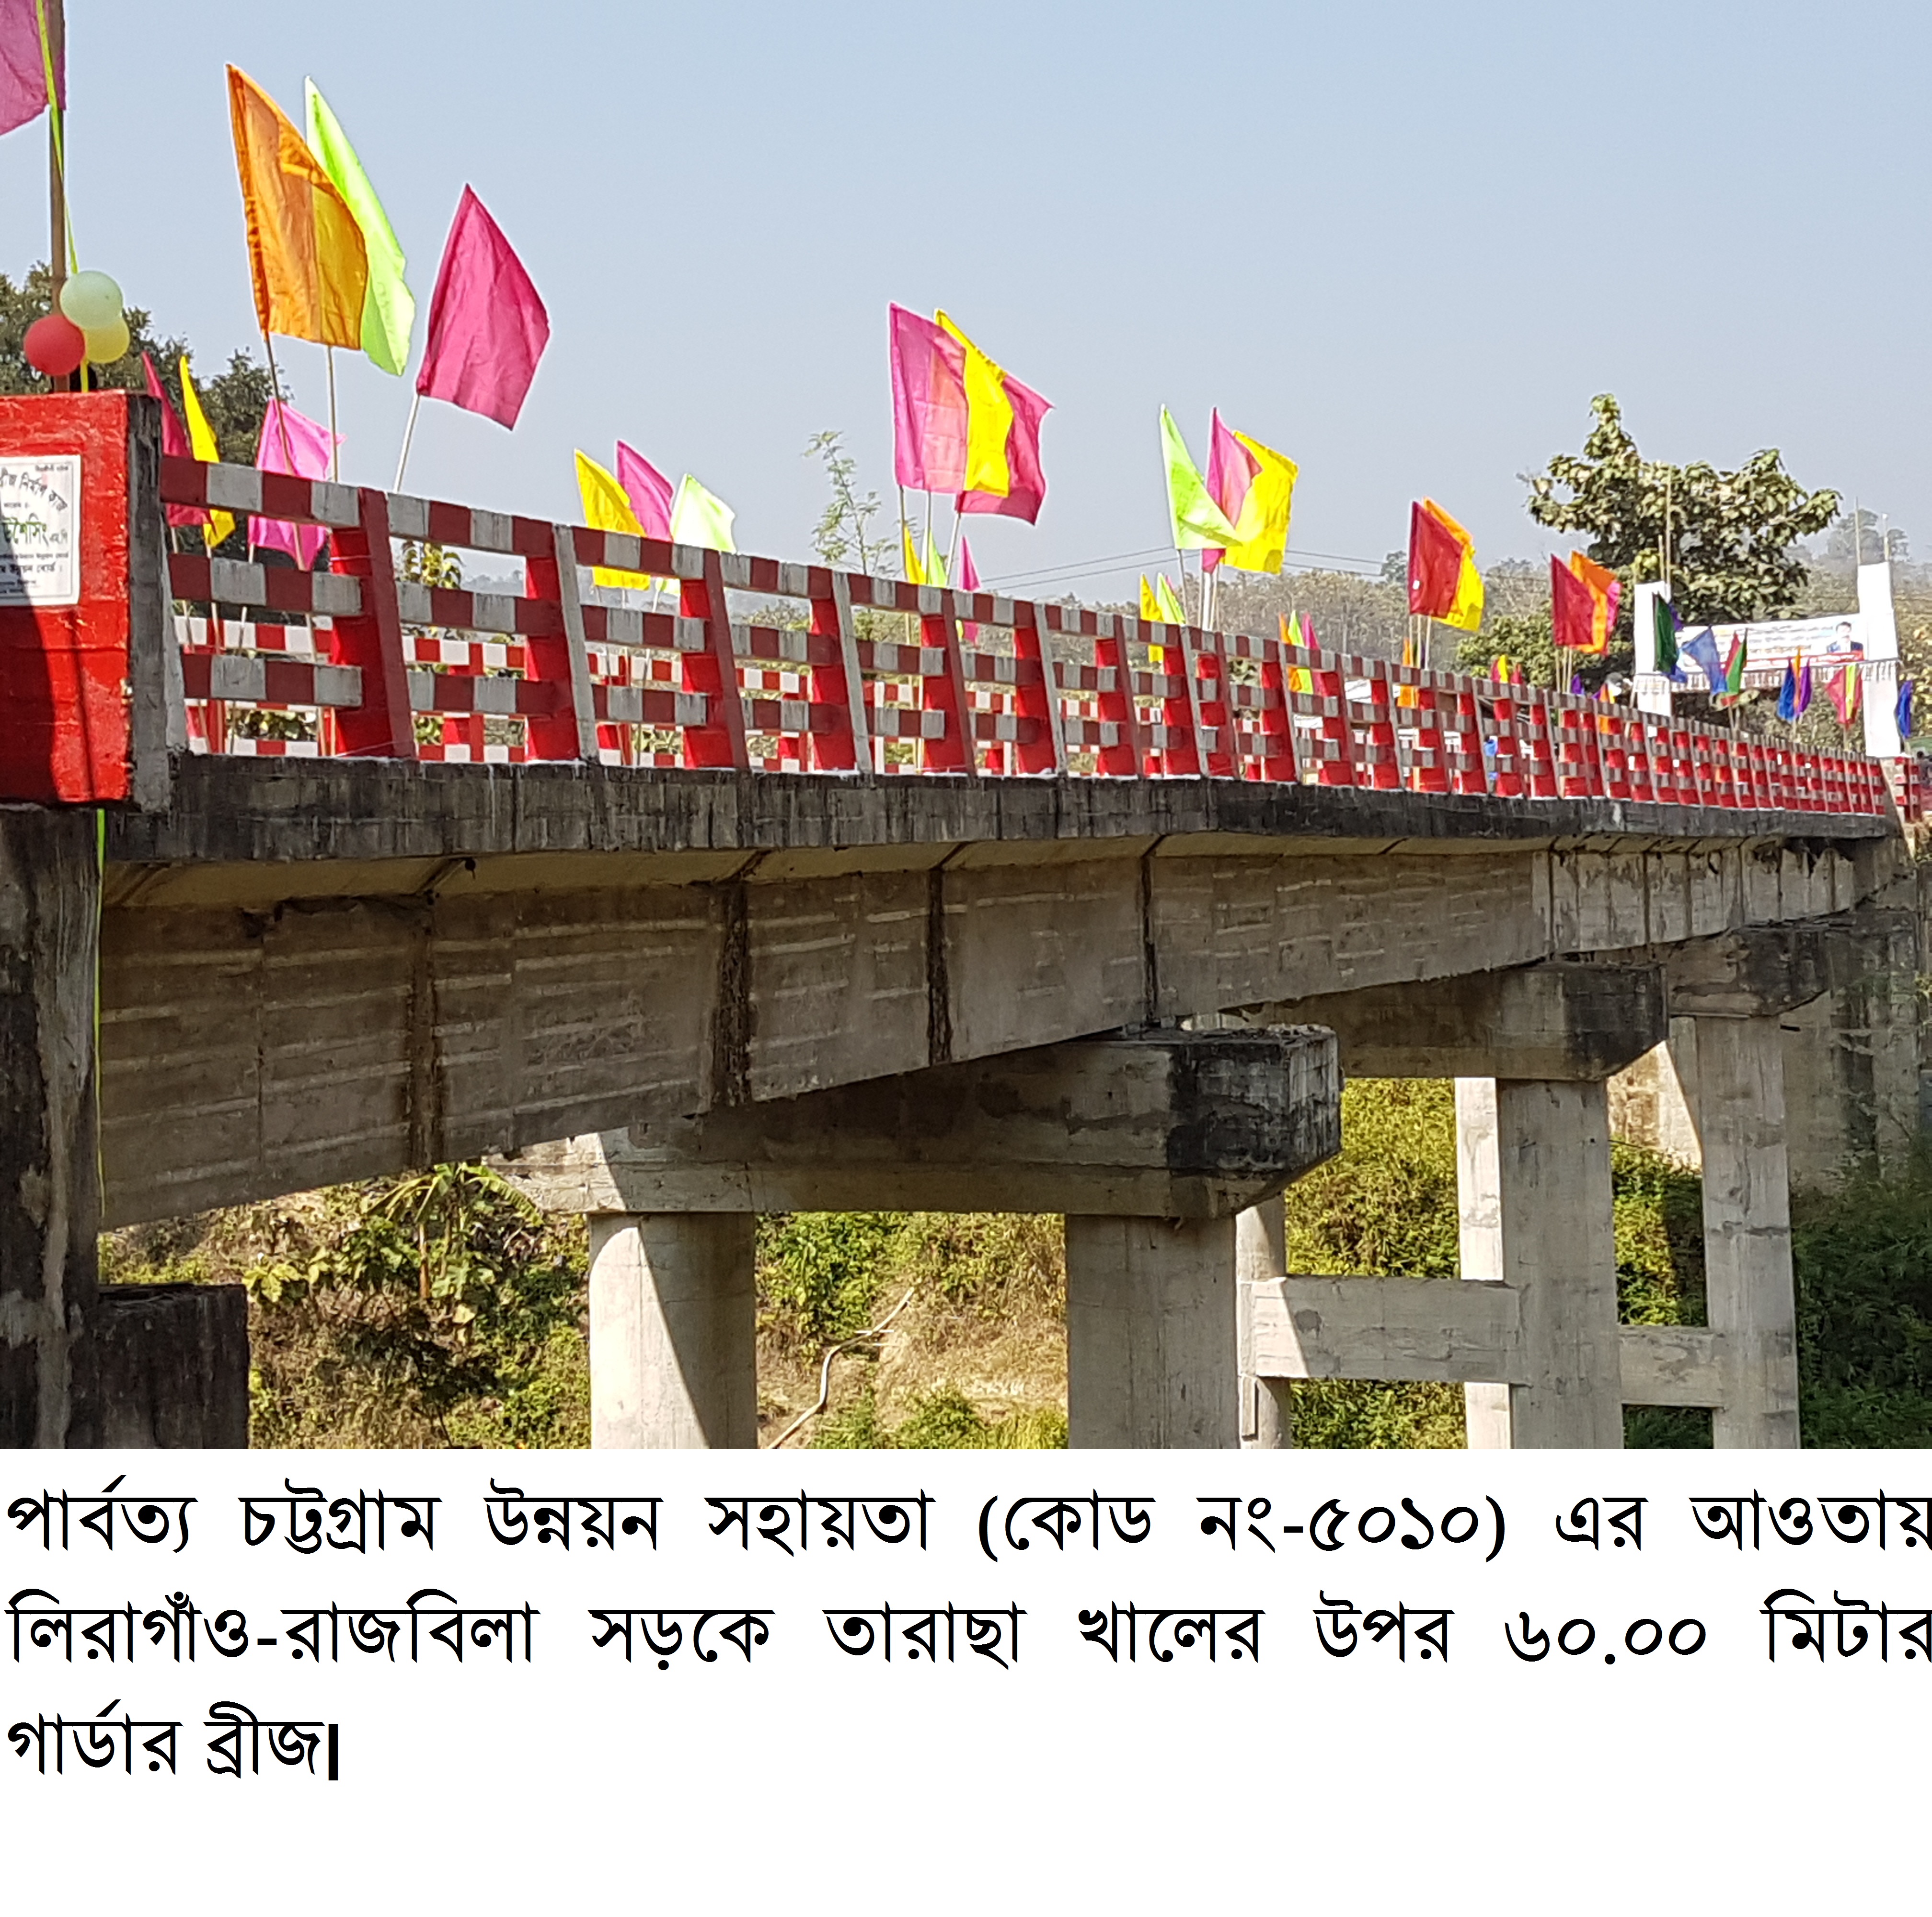 নির্মাণ কাজ
পার্বত্য চট্টগ্রাম উন্নয়ন সহায়তা (কোড নং-৫০১০) এর আওতায়
লিরাগাঁও-রাজবিলা সড়কে তারাছা খালের উপর ৬০.০০ মিটার
গার্ডার ব্রীজ।